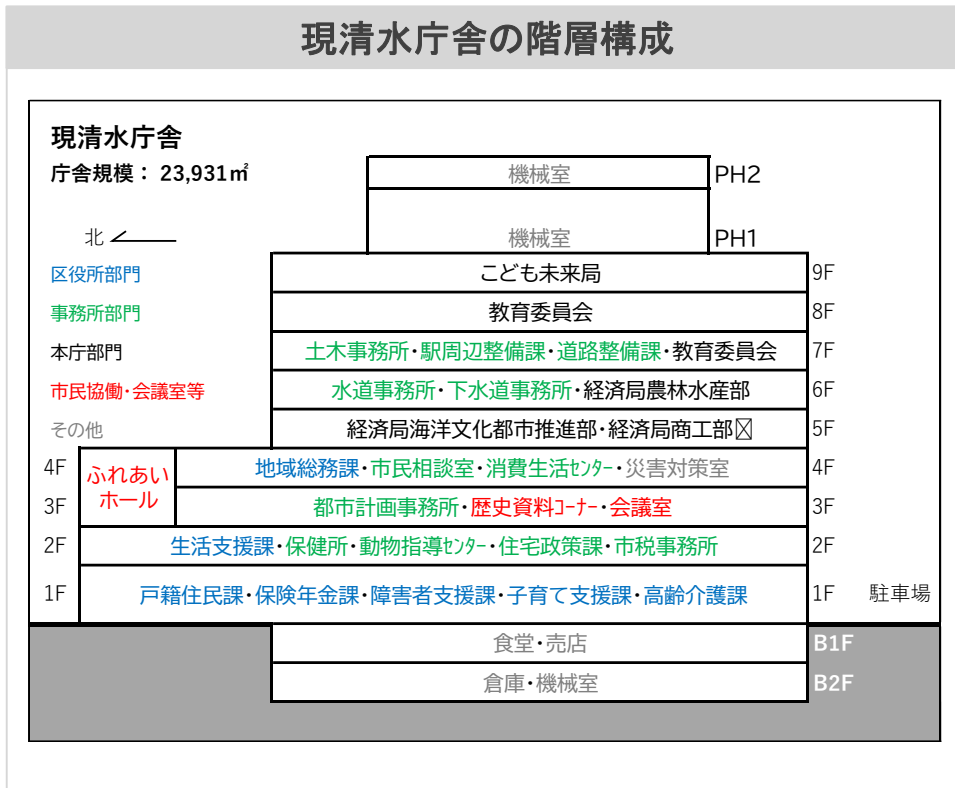 現清水庁舎の階層構成
現清水庁舎
庁舎規模： 23,931㎡
機械室 PH2
北
機械室 PH1
区役所部門
こども未来局 9F
事務所部門
教育委員会 8F
本庁部門
土木事務所・駅周辺整備課・道路整備課・教育委員会 7F
市民協働・会議室等
水道事務所・下水道事務所・経済局農林水産部 6F
その他
経済局海洋文化都市推進部・経済局商工部 5F
4F
ふれあい
ホール
地域総務課・市民相談室・消費生活ｾﾝﾀｰ・災害対策室 4F
3F
都市計画事務所・歴史資料ｺｰﾅｰ・会議室 3F
2F 生活支援課・保健所・動物指導ｾﾝﾀｰ・住宅政策課・市税事務所 2F
1F 戸籍住民課・保険年金課・障害者支援課・子育て支援課・高齢介護課 1F 駐車場
食堂・売店 B1F
倉庫・機械室 B2F